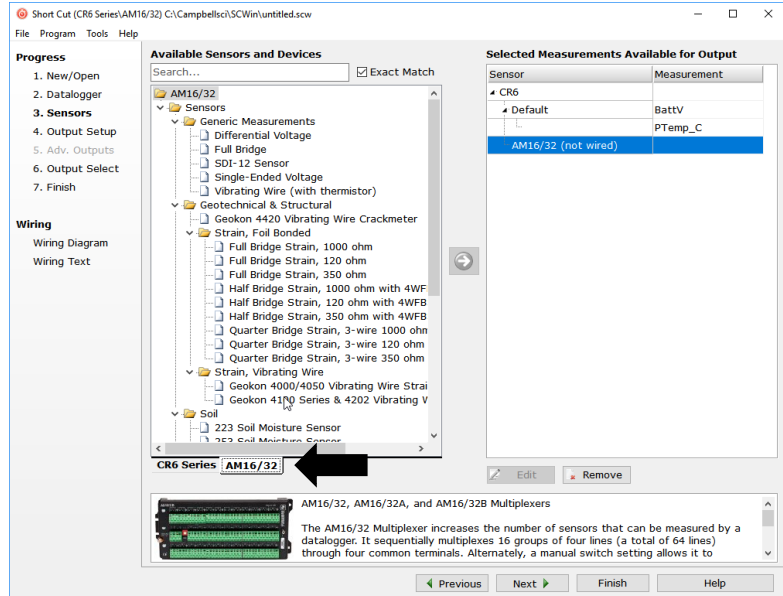 Short Cut (CR6 Series\AM16/32) C:\Campbellsci\SCWin\untitled.scw
File Program Tools Help
Progress
1. New/Open
2. Datalogger
3. Sensors
4. Output Setup
5. Adv. Outputs
6. Output Select
7. Finish
Wiring
Wiring Diagram
Wiring Text
Available Sensors and Devices
Search...
Exact Match
AM16/32
Sensors
Generic Measurements
Differential Voltage
Full Bridge
SDI-12 Sensor
Single-Ended Voltage
Vibrating Wire (with thermistor)
Geotechnical & Structural
Geokon 4420 Vibrating Wire Crackmeter
Strain, Foil Bonded
Full Bridge Strain, 1000 ohm
Full Bridge Strain, 120 ohm
Full Bridge Strain, 350 ohm
Half Bridge Strain, 1000 ohm with 4WF
Half Bridge Strain, 120 ohm with 4WFB
Half Bridge Strain, 350 ohm with 4WFB
Quarter Bridge Strain, 3-wire 1000 ohm
Quarter Bridge Strain, 3-wire 120 ohm
Quarter Bridge Strain, 3-wire 350 ohm
Strain, Vibrating Wire
Geokon 4000/4050 Vibrating Wire Strai
Geokon 4100 Series & 4202 Vibrating V
Soil
223 Soil Moisture Sensor
253 Soil Moisture Sensor
CR6 Series AM16/32
Selected Measurements Available for Output
Sensor Measurement
CR6
Default BattV
PTemp_C
AM16/32 (not wired)
Edit Remove
AM16/32, AM16/32A, and AM16/32B Multiplexers
The AM16/32 Multiplexer increases the number of sensors that can be measured by a
datalogger. It sequentially multiplexes 16 groups of four lines (a total of 64 lines)
through four common terminals. Alternately, a manual switch setting allows it to
Previous Next Finish Help